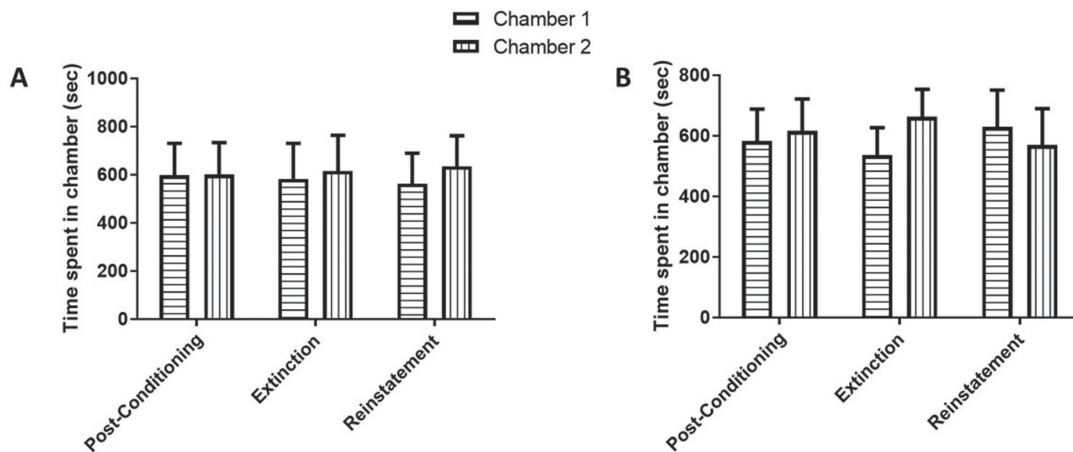 Chamber 1
Chamber 2
A
Time spent in chamber (sec)
1000
800
600
400
200
0
Post-Conditioning
Extinction
Reinstatement
B
Time spent in chamber (sec)
800
600
400
200
0
Post-Conditioning
Extinction
Reinstatement